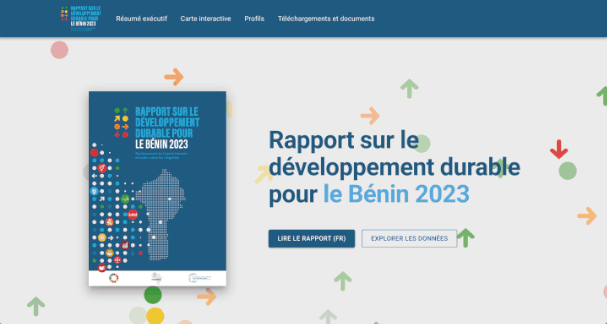 RAPPORT SUR LE
DÉVELOPPEMENT
DURABLE POUR
LE BÉNIN 2023
Résumé exécutif
Carte interactive
Profils
Téléchargements et documents
RAPPORT SUR LE
DÉVELOPPEMENT
DURABLE POUR
LE BÉNIN 2023
Rapport sur le
développement durable
pour le Bénin 2023
LIRE LE RAPPORT (FR)
EXPLORER LES DONNÉES